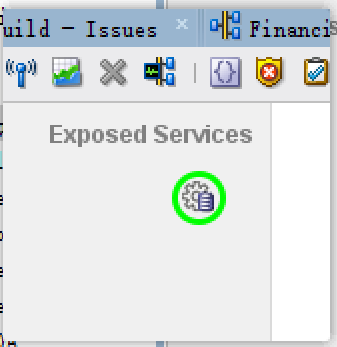 uild – Issues × Financi
Exposed Services